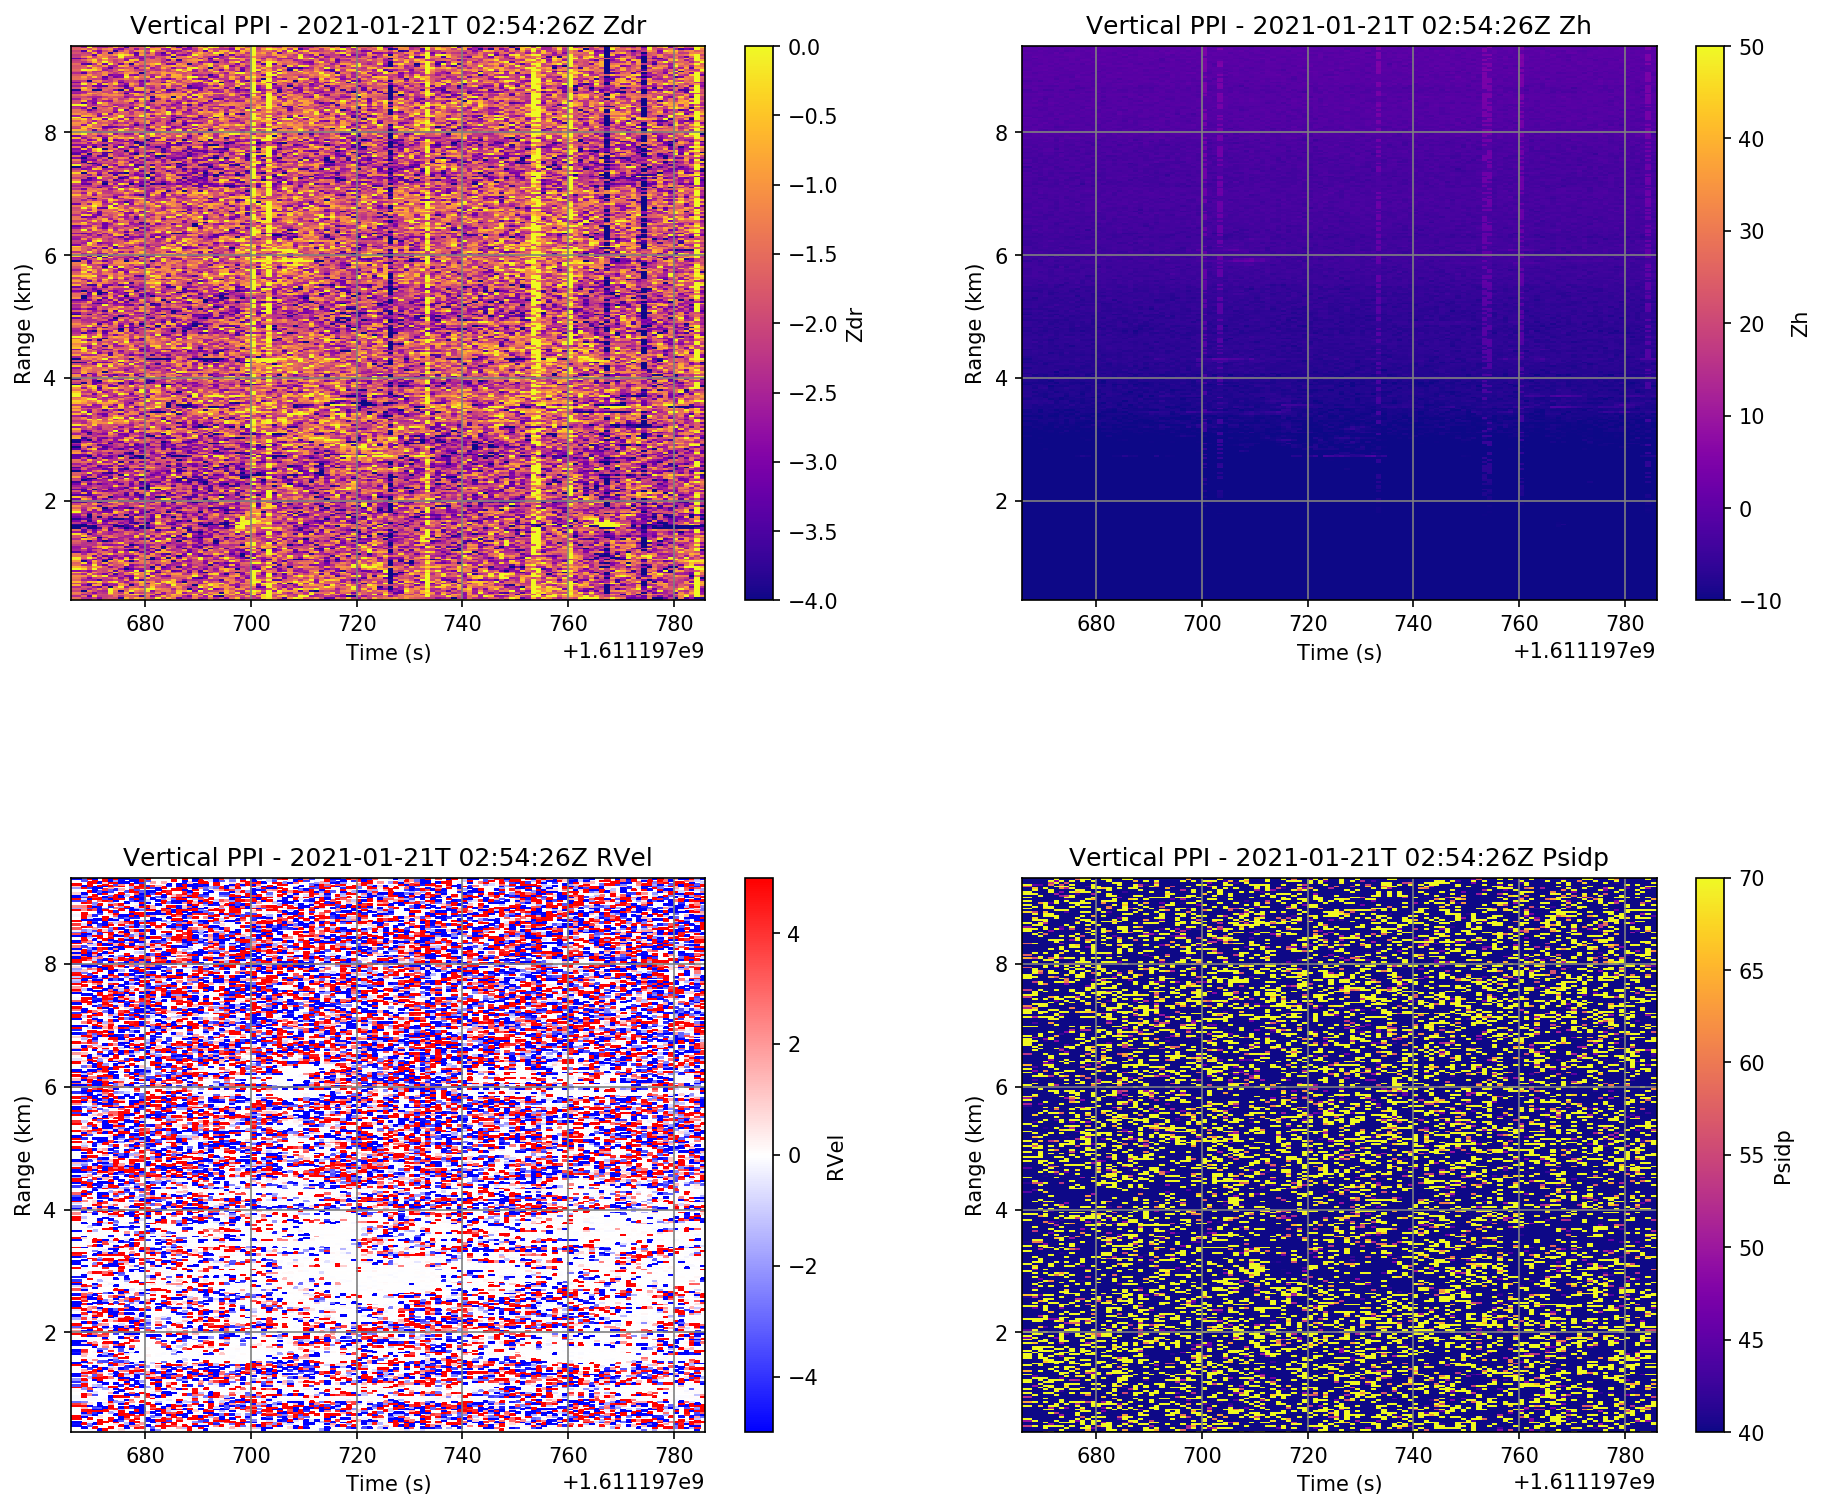 Vertical PPI - 2021-01-21T 02:54:26Z Zdr
8
6
4
2
Range (km)
680 700 720 740 760 780
Time (s)
+1.611197e9
0.0
−0.5
−1.0
−1.5
−2.0
−2.5
−3.0
−3.5
−4.0
Zdr
Vertical PPI - 2021-01-21T 02:54:26Z Zh
8
6
4
2
Range (km)
680 700 720 740 760 780
Time (s)
+1.611197e9
50
40
30
20
10
0
−10
Zh
Vertical PPI - 2021-01-21T 02:54:26Z RVel
8
6
4
2
Range (km)
680 700 720 740 760 780
Time (s)
+1.611197e9
4
2
0
−2
−4
RVel
Vertical PPI - 2021-01-21T 02:54:26Z Psidp
8
6
4
2
Range (km)
680 700 720 740 760 780
Time (s)
+1.611197e9
70
65
60
55
50
45
40
Psidp